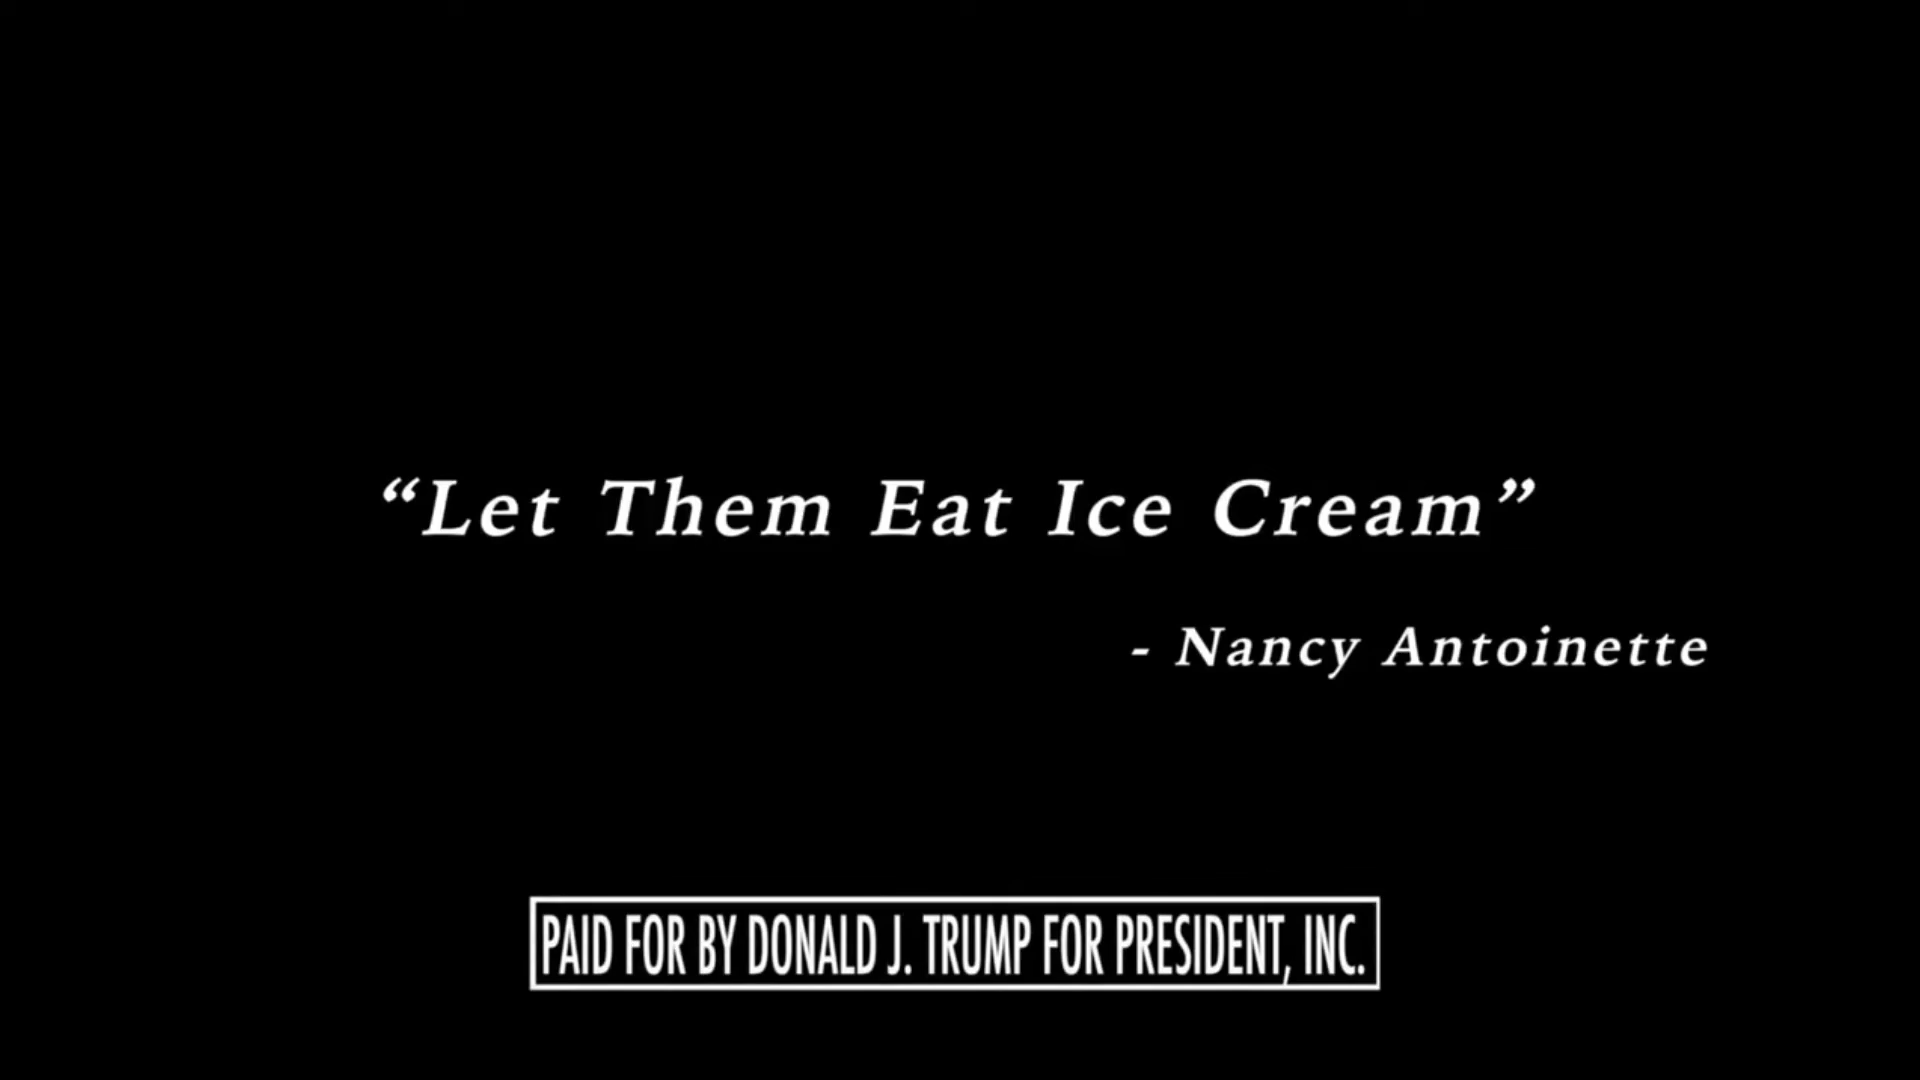 “Let Them Eat Ice Cream”
- Nancy Antoinette
PAID FOR BY DONALD J. TRUMP FOR PRESIDENT, INC.